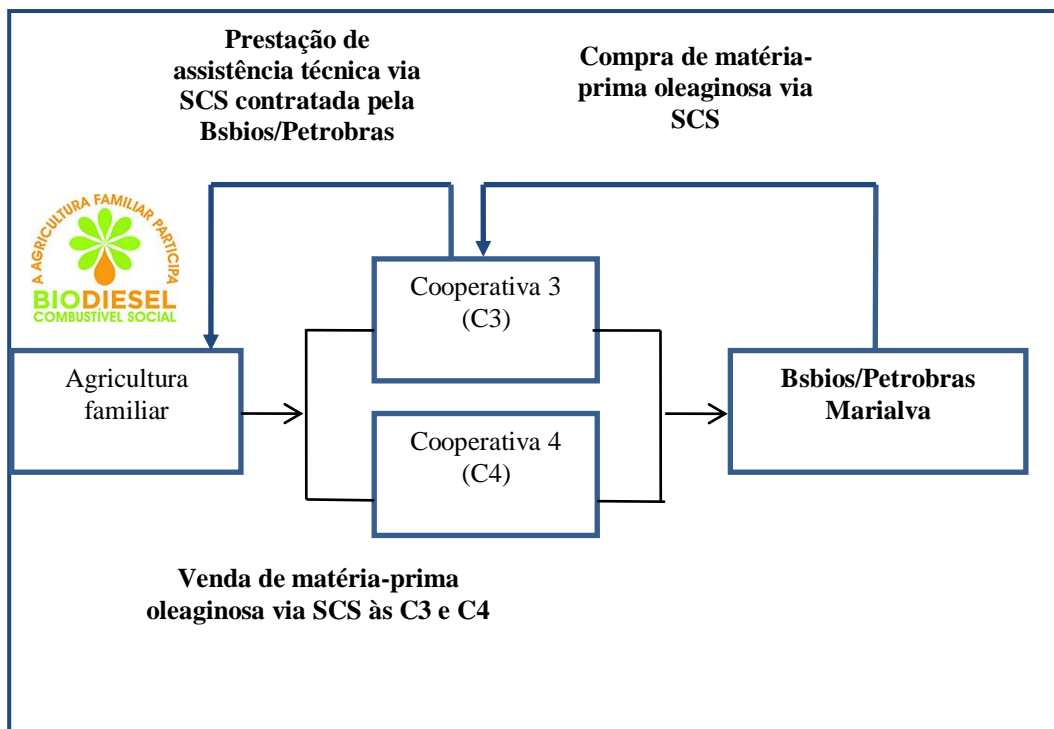 Prestação de
assistência técnica via
SCS contratada pela
Bsbios/Petrobras
Compra de matéria-
prima oleaginosa via
SCS
A AGRICULTURA FAMILIAR PARTICIPA
BIODIESEL
COMBUSTÍVEL SOCIAL
Agricultura
familiar
Cooperativa 3
(C3)
Cooperativa 4
(C4)
Bsbios/Petrobras
Marialva
Venda de matéria-prima
oleaginosa via SCS às C3 e C4